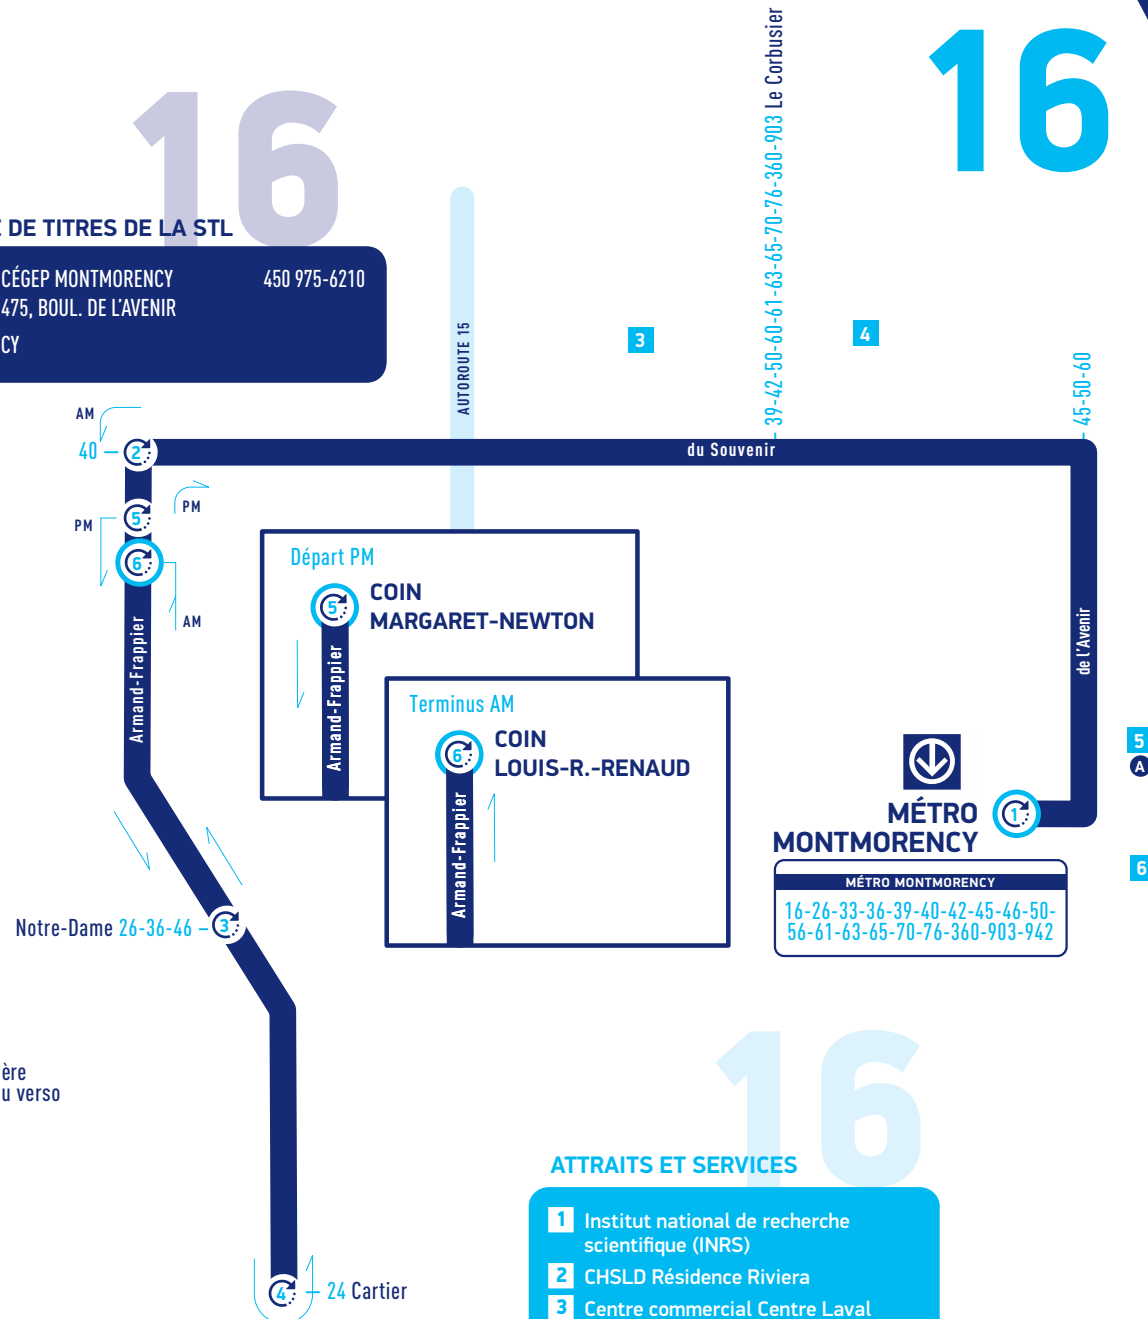 16
16
DE TITRES DE LA STL
CÉGEP MONTMORENCY 450 975-6210
475, BOUL. DE L'AVENIR
CY
AUTOROUTE 15
39-42-50-60-61-63-65-70-76-360-903 Le Corbusier
45-50-60
3
4
AM
40
2
du Souvenir
PM
5
PM
6
AM
Armand-Frappier
Départ PM
5
COIN
MARGARET-NEWTON
Armand-Frappier
Terminus AM
6
COIN
LOUIS-R.-RENAUD
Armand-Frappier
de l'Avenir
5
A
MÉTRO
MONTMORENCY
1
6
MÉTRO MONTMORENCY
16-26-33-36-39-40-42-45-46-50-
56-61-63-65-70-76-360-903-942
Notre-Dame 26-36-46
3
ère
u verso
4
24 Cartier
16
ATTRAITS ET SERVICES
1 Institut national de recherche
scientifique (INRS)
2 CHSLD Résidence Riviera
3 Centre commercial Centre Laval